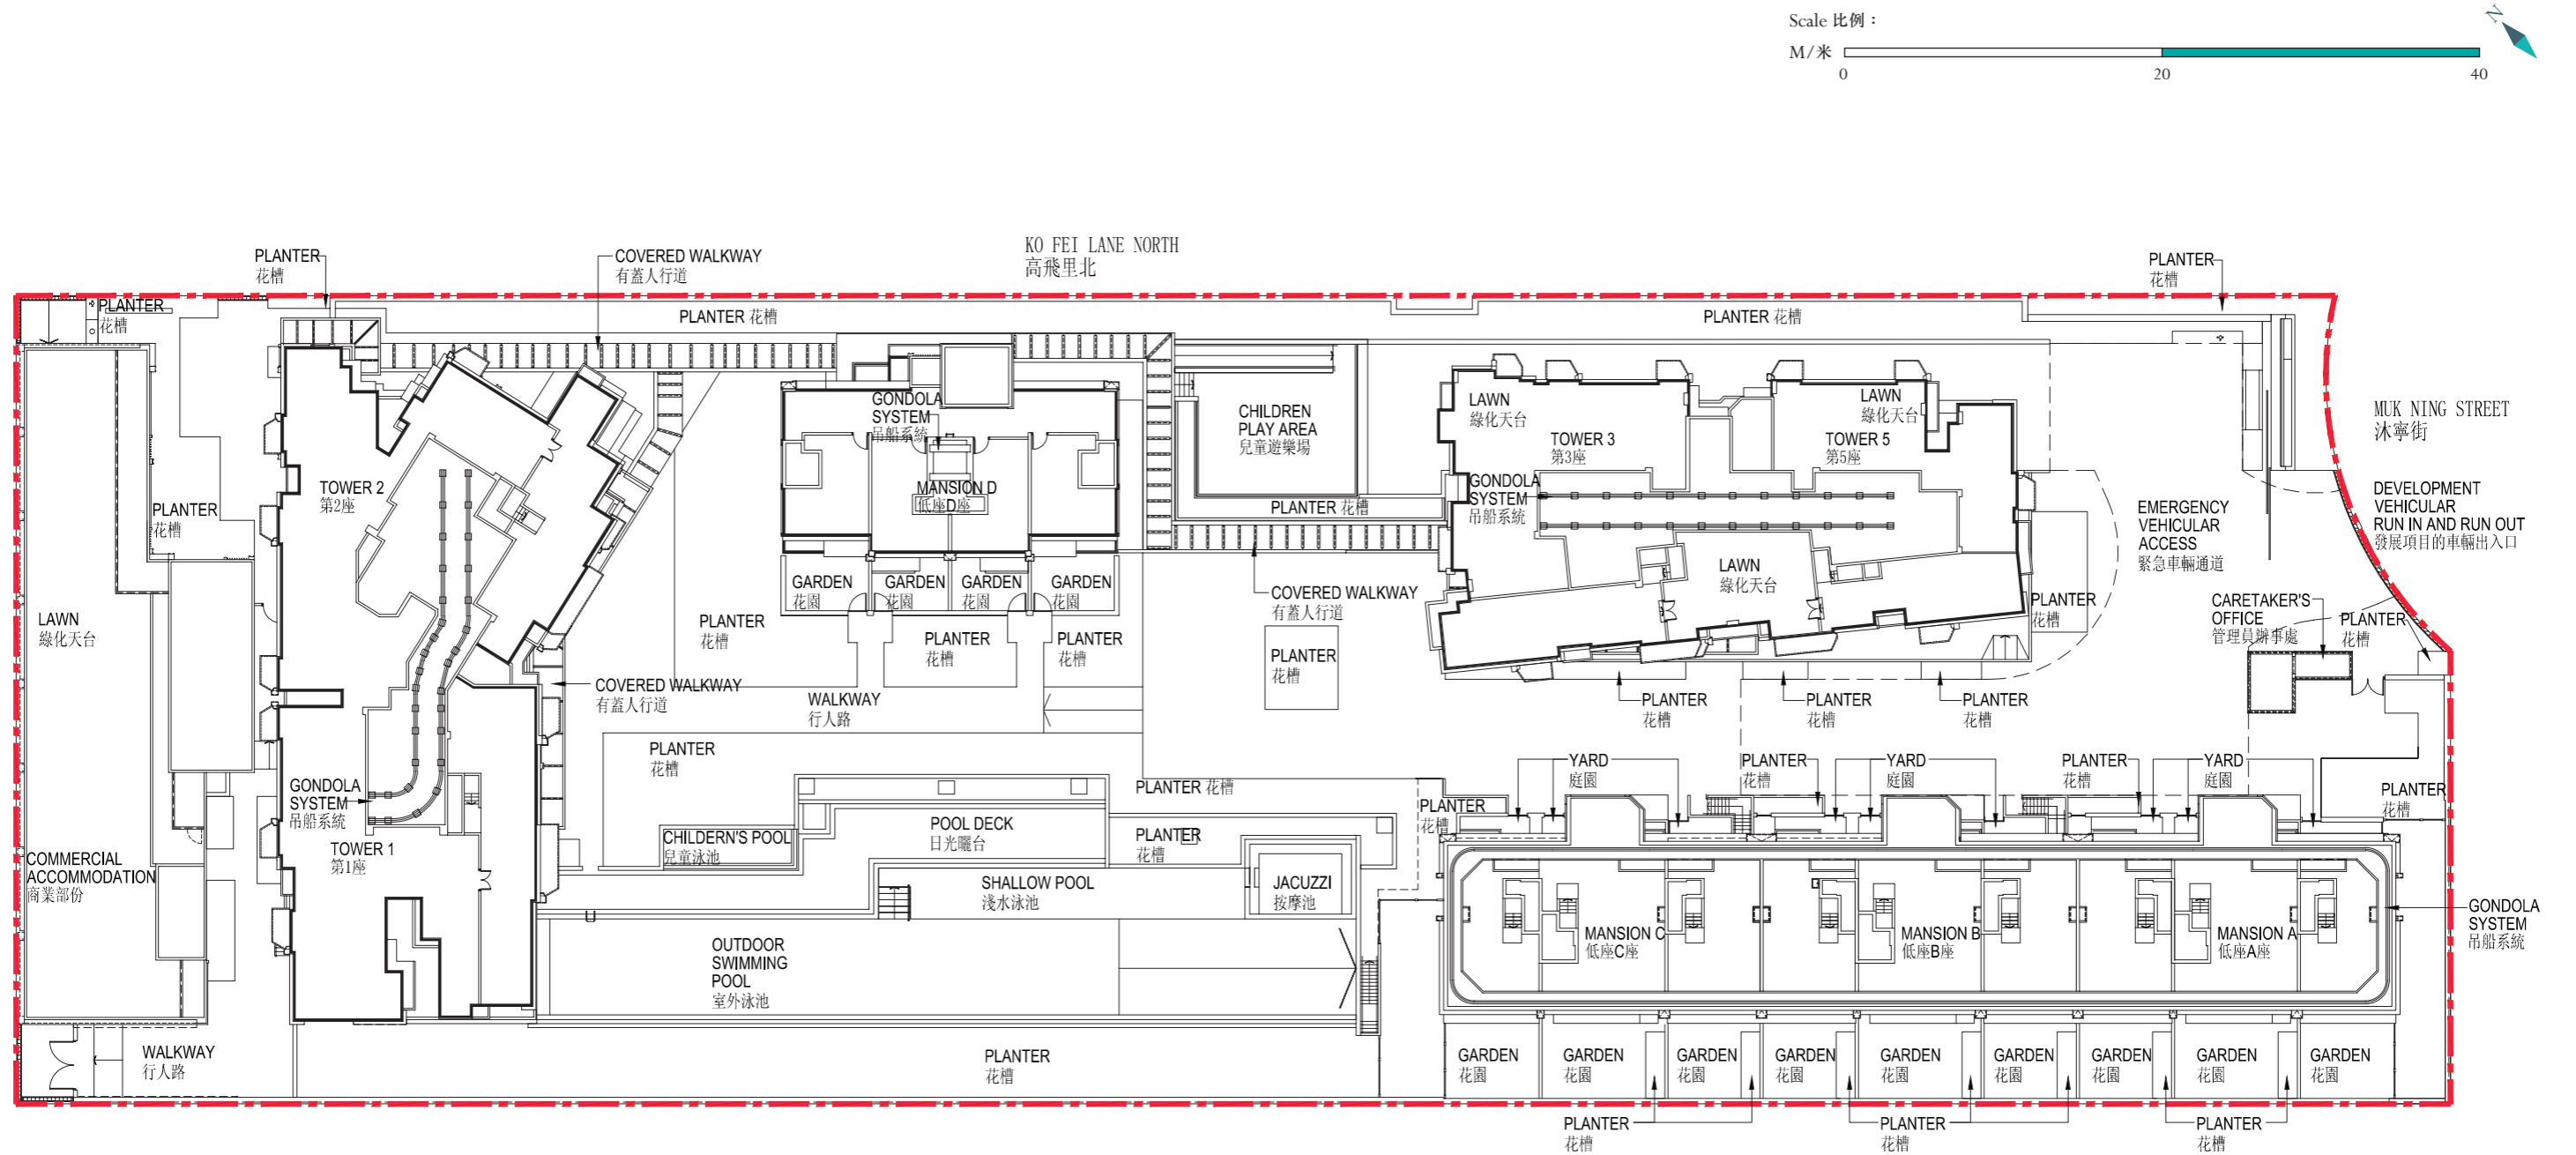 Scale 比例：
N
M/米
0
20
40
KO FEI LANE NORTH
高飛里北
PLANTER
花槽
COVERED WALKWAY
有蓋人行道
PLANTER
花槽
PLANTER
花槽
PLANTER 花槽
PLANTER 花槽
MUK NING STREET
沐寧街
GONDOLA
SYSTEM
吊船系統
CHILDREN
PLAY AREA
兒童遊樂場
LAWN
綠化天台
LAWN
綠化天台
TOWER 3
第3座
TOWER 5
第5座
TOWER 2
第2座
MANSION D
低座D座
GONDOLA
SYSTEM
吊船系統
PLANTER
花槽
PLANTER 花槽
DEVELOPMENT
VEHICULAR
RUN IN AND RUN OUT
發展項目的車輛出入口
EMERGENCY
VEHICULAR
ACCESS
緊急車輛通道
LAWN
綠化天台
GARDEN
花園
GARDEN
花園
GARDEN
花園
GARDEN
花園
COVERED WALKWAY
有蓋人行道
LAWN
綠化天台
PLANTER
花槽
CARETAKER'S
OFFICE
管理員辦事處
PLANTER
花槽
PLANTER
花槽
PLANTER
花槽
PLANTER
花槽
PLANTER
花槽
COVERED WALKWAY
有蓋人行道
WALKWAY
行人路
PLANTER
花槽
PLANTER
花槽
PLANTER
花槽
PLANTER
花槽
YARD
庭園
PLANTER
花槽
YARD
庭園
PLANTER
花槽
YARD
庭園
GONDOLA
SYSTEM
吊船系統
PLANTER 花槽
PLANTER
花槽
PLANTER
花槽
TOWER 1
第1座
CHILDERN'S POOL
兒童泳池
POOL DECK
日光曬台
PLANTER
花槽
COMMERCIAL
ACCOMMODATION
商業部份
SHALLOW POOL
淺水泳池
JACUZZI
按摩池
OUTDOOR
SWIMMING
POOL
室外泳池
MANSION C
低座C座
MANSION B
低座B座
MANSION A
低座A座
GONDOLA
SYSTEM
吊船系統
WALKWAY
行人路
PLANTER
花槽
GARDEN
花園
GARDEN
花園
GARDEN
花園
GARDEN
花園
GARDEN
花園
GARDEN
花園
GARDEN
花園
GARDEN
花園
GARDEN
花園
PLANTER
花槽
PLANTER
花槽
PLANTER
花槽